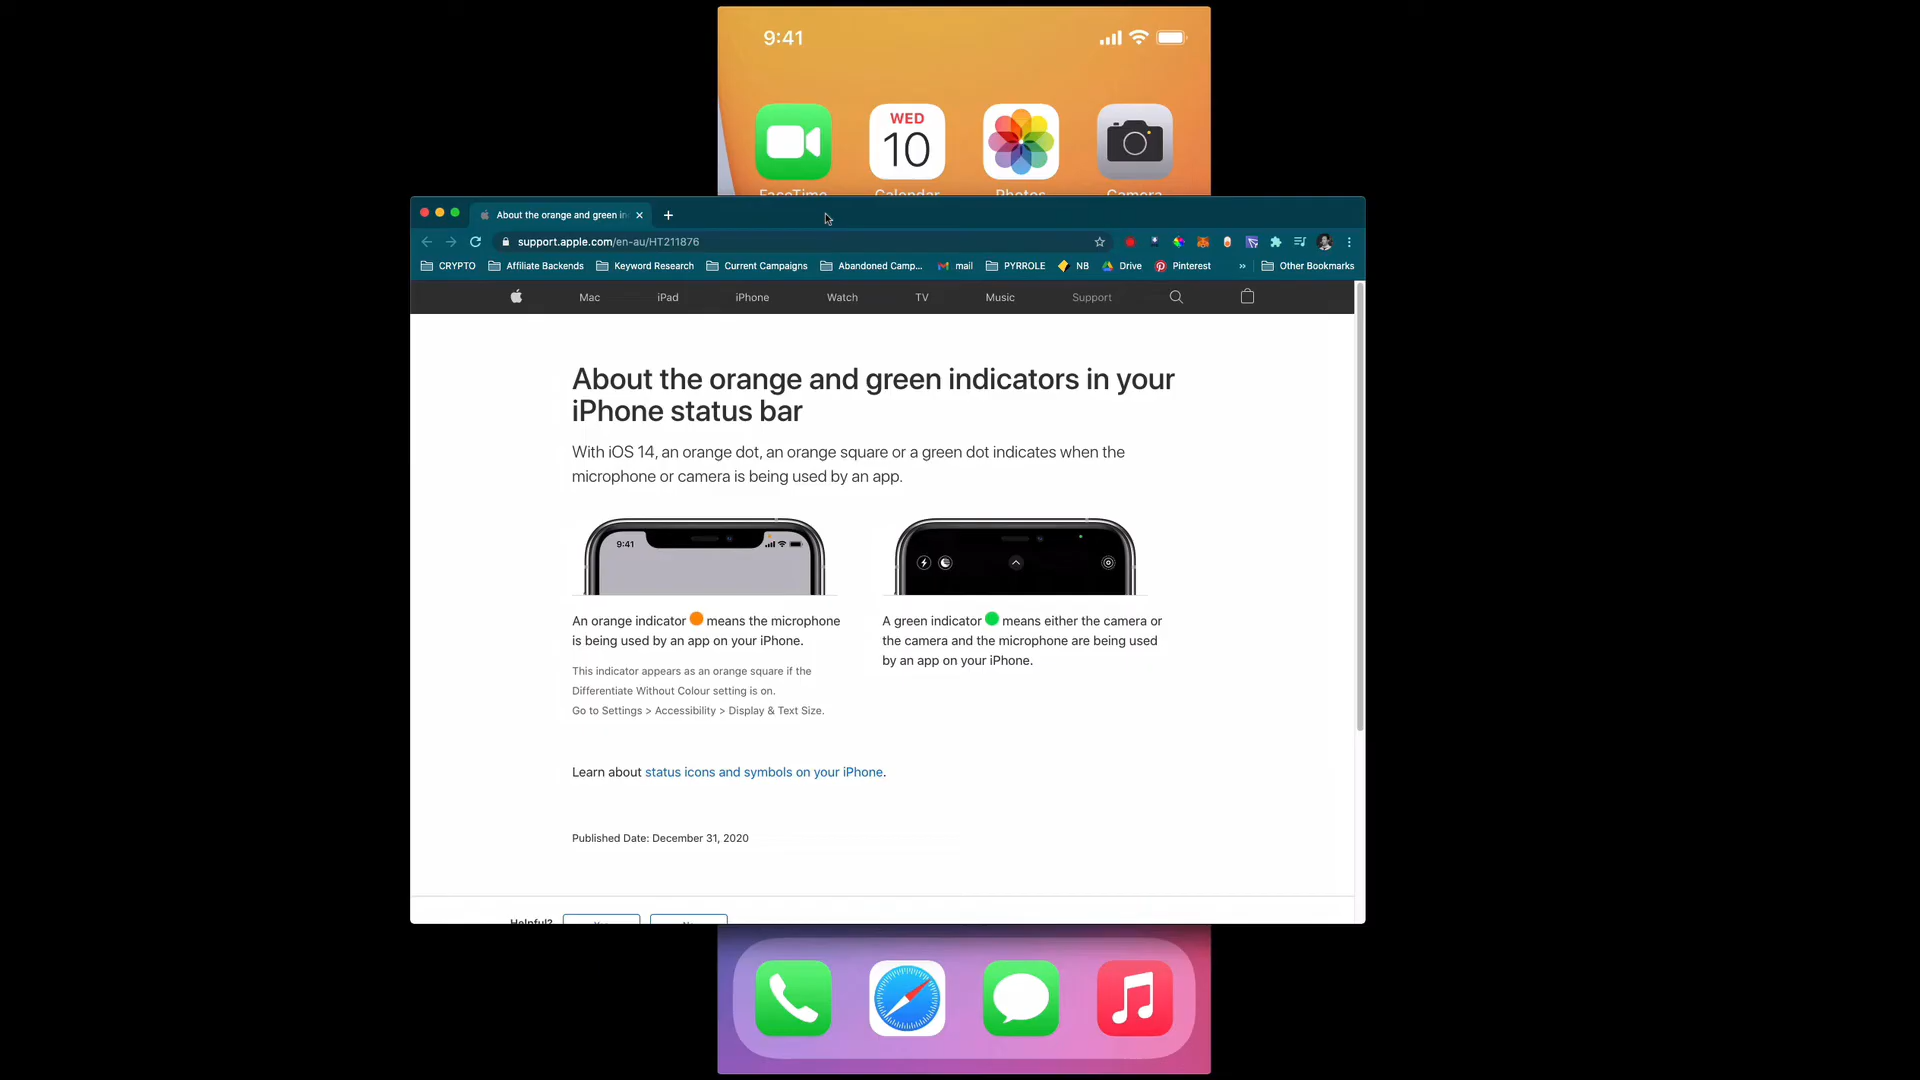 9:41
WED
10
FaceTime Calendar Photos Camera
About the orange and green in
support.apple.com/en-au/HT211876
CRYPTO Affiliate Backends Keyword Research Current Campaigns Abandoned Camp... mail PYRROLE NB Drive Pinterest » Other Bookmarks
Mac iPad iPhone Watch TV Music Support
About the orange and green indicators in your
iPhone status bar
With iOS 14, an orange dot, an orange square or a green dot indicates when the
microphone or camera is being used by an app.
9:41
An orange indicator means the microphone
is being used by an app on your iPhone.
This indicator appears as an orange square if the
Differentiate Without Colour setting is on.
Go to Settings > Accessibility > Display & Text Size.
A green indicator means either the camera or
the camera and the microphone are being used
by an app on your iPhone.
Learn about status icons and symbols on your iPhone.
Published Date: December 31, 2020
Helpful?